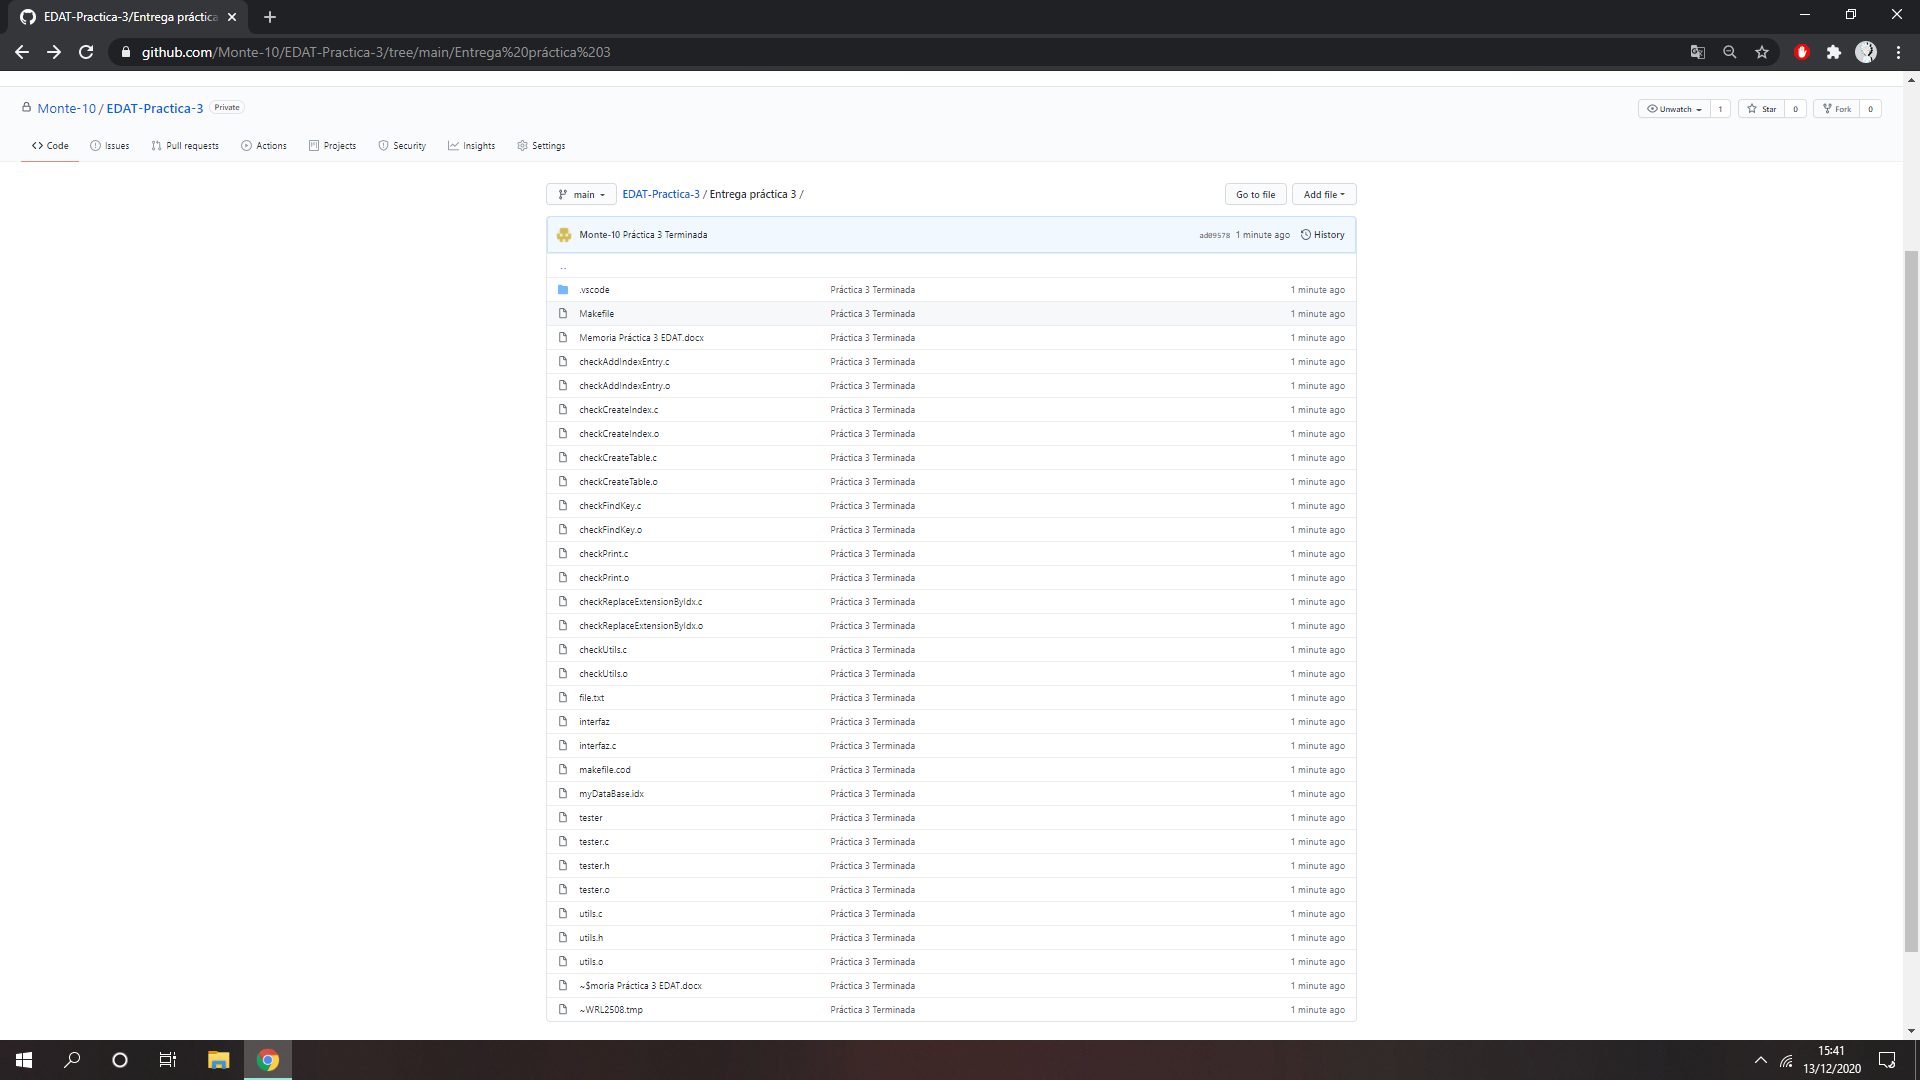 EDAT-Practica-3/Entrega práctica
github.com/Monte-10/EDAT-Practica-3/tree/main/Entrega%20práctica%203
Monte-10 / EDAT-Practica-3 Private
Unwatch 1 Star 0 Fork 0
Code Issues Pull requests Actions Projects Security Insights Settings
main EDAT-Practica-3 / Entrega práctica 3 / Go to file Add file
Monte-10 Práctica 3 Terminada ad09578 1 minute ago History
..
.vscode Práctica 3 Terminada 1 minute ago
Makefile Práctica 3 Terminada 1 minute ago
Memoria Práctica 3 EDAT.docx Práctica 3 Terminada 1 minute ago
checkAddIndexEntry.c Práctica 3 Terminada 1 minute ago
checkAddIndexEntry.o Práctica 3 Terminada 1 minute ago
checkCreateIndex.c Práctica 3 Terminada 1 minute ago
checkCreateIndex.o Práctica 3 Terminada 1 minute ago
checkCreateTable.c Práctica 3 Terminada 1 minute ago
checkCreateTable.o Práctica 3 Terminada 1 minute ago
checkFindKey.c Práctica 3 Terminada 1 minute ago
checkFindKey.o Práctica 3 Terminada 1 minute ago
checkPrint.c Práctica 3 Terminada 1 minute ago
checkPrint.o Práctica 3 Terminada 1 minute ago
checkReplaceExtensionByIdx.c Práctica 3 Terminada 1 minute ago
checkReplaceExtensionByIdx.o Práctica 3 Terminada 1 minute ago
checkUtils.c Práctica 3 Terminada 1 minute ago
checkUtils.o Práctica 3 Terminada 1 minute ago
file.txt Práctica 3 Terminada 1 minute ago
interfaz Práctica 3 Terminada 1 minute ago
interfaz.c Práctica 3 Terminada 1 minute ago
makefile.cod Práctica 3 Terminada 1 minute ago
myDataBase.idx Práctica 3 Terminada 1 minute ago
tester Práctica 3 Terminada 1 minute ago
tester.c Práctica 3 Terminada 1 minute ago
tester.h Práctica 3 Terminada 1 minute ago
tester.o Práctica 3 Terminada 1 minute ago
utils.c Práctica 3 Terminada 1 minute ago
utils.h Práctica 3 Terminada 1 minute ago
utils.o Práctica 3 Terminada 1 minute ago
~$moria Práctica 3 EDAT.docx Práctica 3 Terminada 1 minute ago
~WRL2508.tmp Práctica 3 Terminada 1 minute ago
15:41
13/12/2020